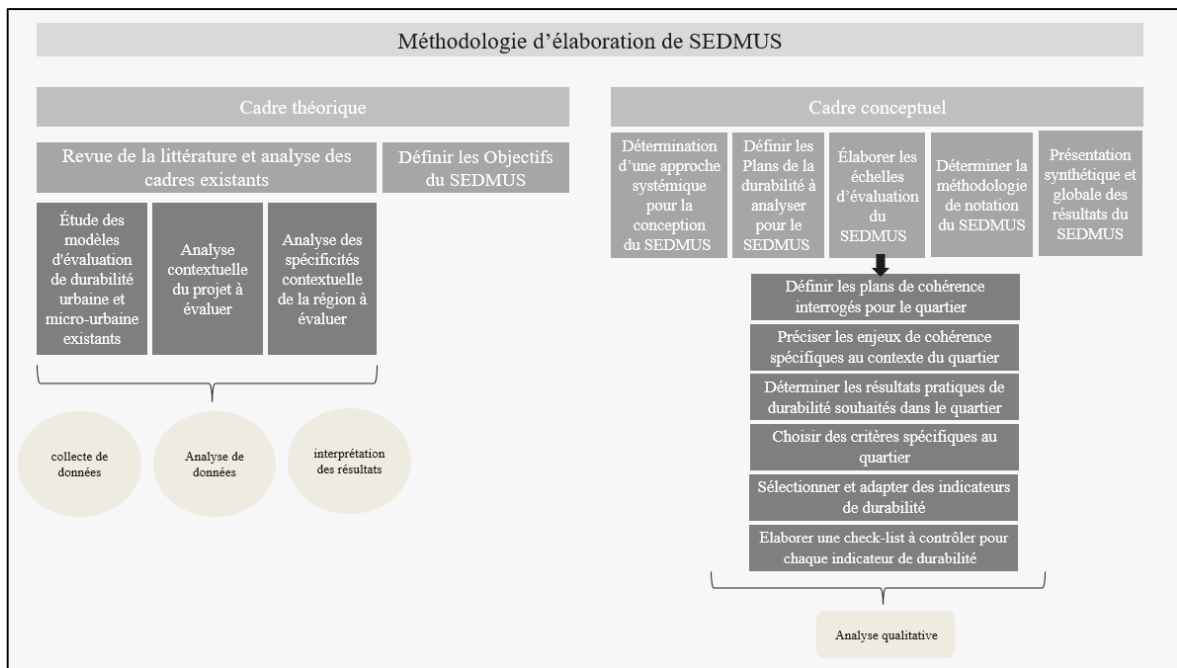 Méthodologie d'élaboration de SEDMUS
Cadre théorique
Revue de la littérature et analyse des
cadres existants
Définir les Objectifs
du SEDMUS
Étude des
modèles
d'évaluation
de durabilité
urbaine et
micro-urbaine
existants
Analyse
contextuelle
du projet à
évaluer
Analyse des
spécificités
contextuelle
de la région à
évaluer
collecte de
données
Analyse de
données
interprétation
des résultats
Cadre conceptuel
Détermination
d'une approche
systémique
pour la
conception
du SEDMUS
Définir les
Plans de la
durabilité à
analyser pour
le SEDMUS
Élaborer les
échelles
d'évaluation
du
SEDMUS
Déterminer la
méthodologie
de notation du
SEDMUS
Présentation
synthétique et
globale des
résultats du
SEDMUS
Définir les plans de cohérence
interrogés pour le quartier
Préciser les enjeux de cohérence
spécifiques au contexte du quartier
Déterminer les résultats pratiques de
durabilité souhaités dans le quartier
Choisir des critères spécifiques au
quartier
Sélectionner et adapter des indicateurs
de durabilité
Elaborer une check-list à contrôler pour
chaque indicateur de durabilité
Analyse qualitative